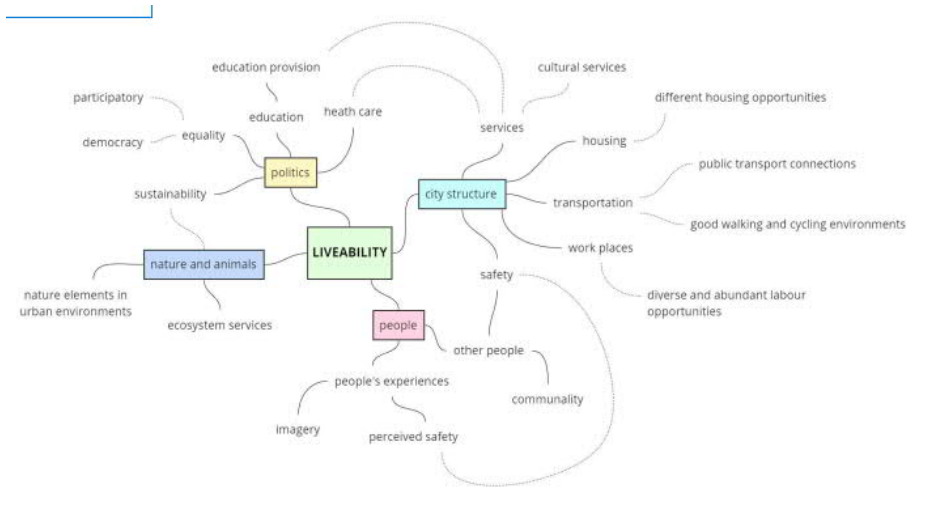 education provision
cultural services
participatory
different housing opportunities
heath care
education
services
equality
democracy
housing
public transport connections
politics
sustainability
city structure
transportation
good walking and cycling environments
LIVEABILITY
work places
nature and animals
safety
nature elements in
urban environments
diverse and abundant labour
opportunities
ecosystem services
people
other people
people's experiences
communality
imagery
perceived safety